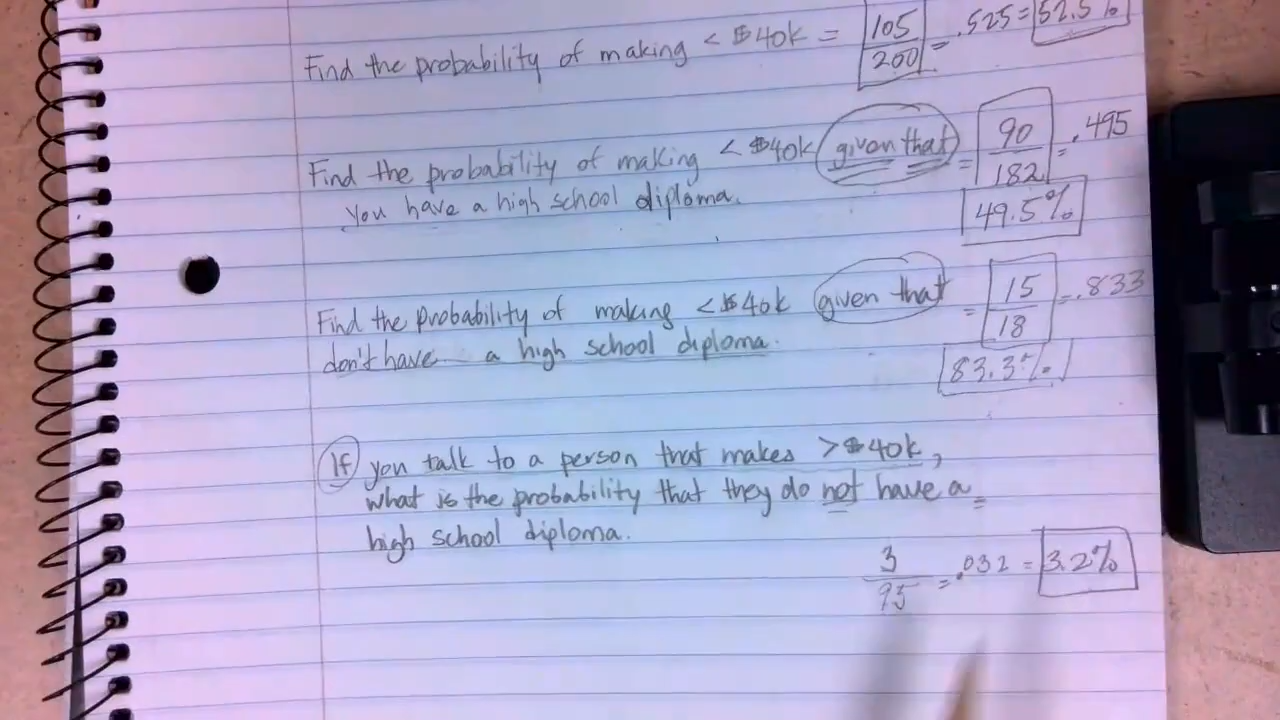 Find the probability of making < $40k = 105/200 = .525 = 52.5%
Find the probability of making < $40k given that = 90/182 = .495
you have a high school diploma. 49.5%
Find the probability of making < $40k given that = 15/18 = .833
don't have a high school diploma. 83.3%
If you talk to a person that makes > $40k,
what is the probability that they do not have a =
high school diploma.
3/95 = .032 = 3.2%